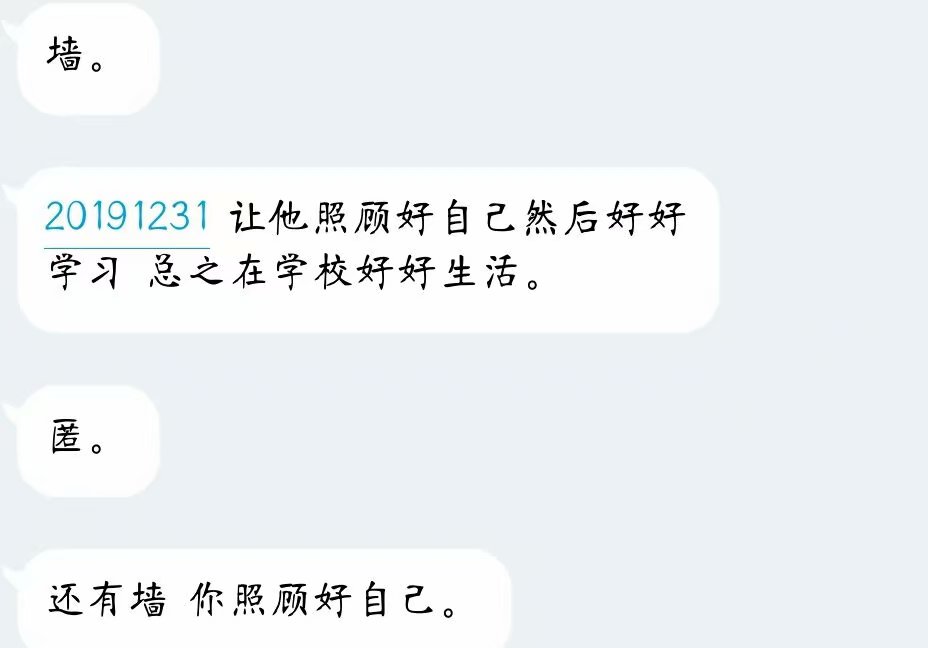 墙。
20191231 让他照顾好自己然后好好
学习 总之在学校好好生活。
匿。
还有墙 你照顾好自己。